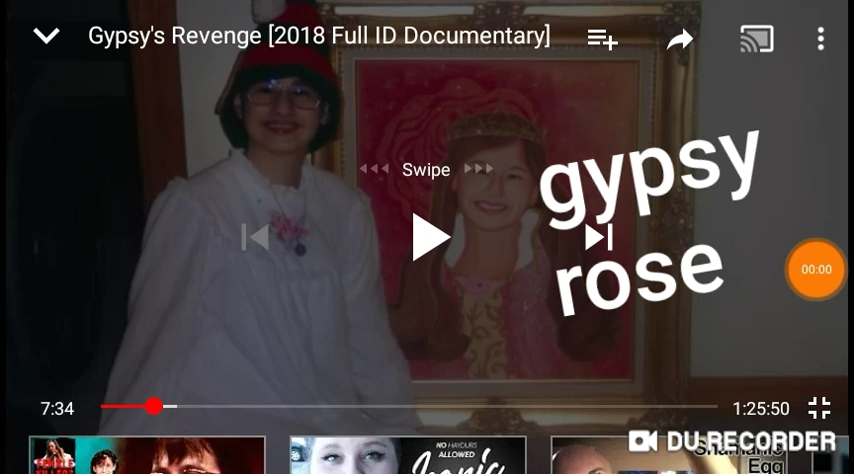 Gypsy's Revenge [2018 Full ID Documentary]
Swipe
gypsy
rose
00:00
7:34
1:25:50
NO HAYDURS
ALLOWED
DU RECORDER
Egg